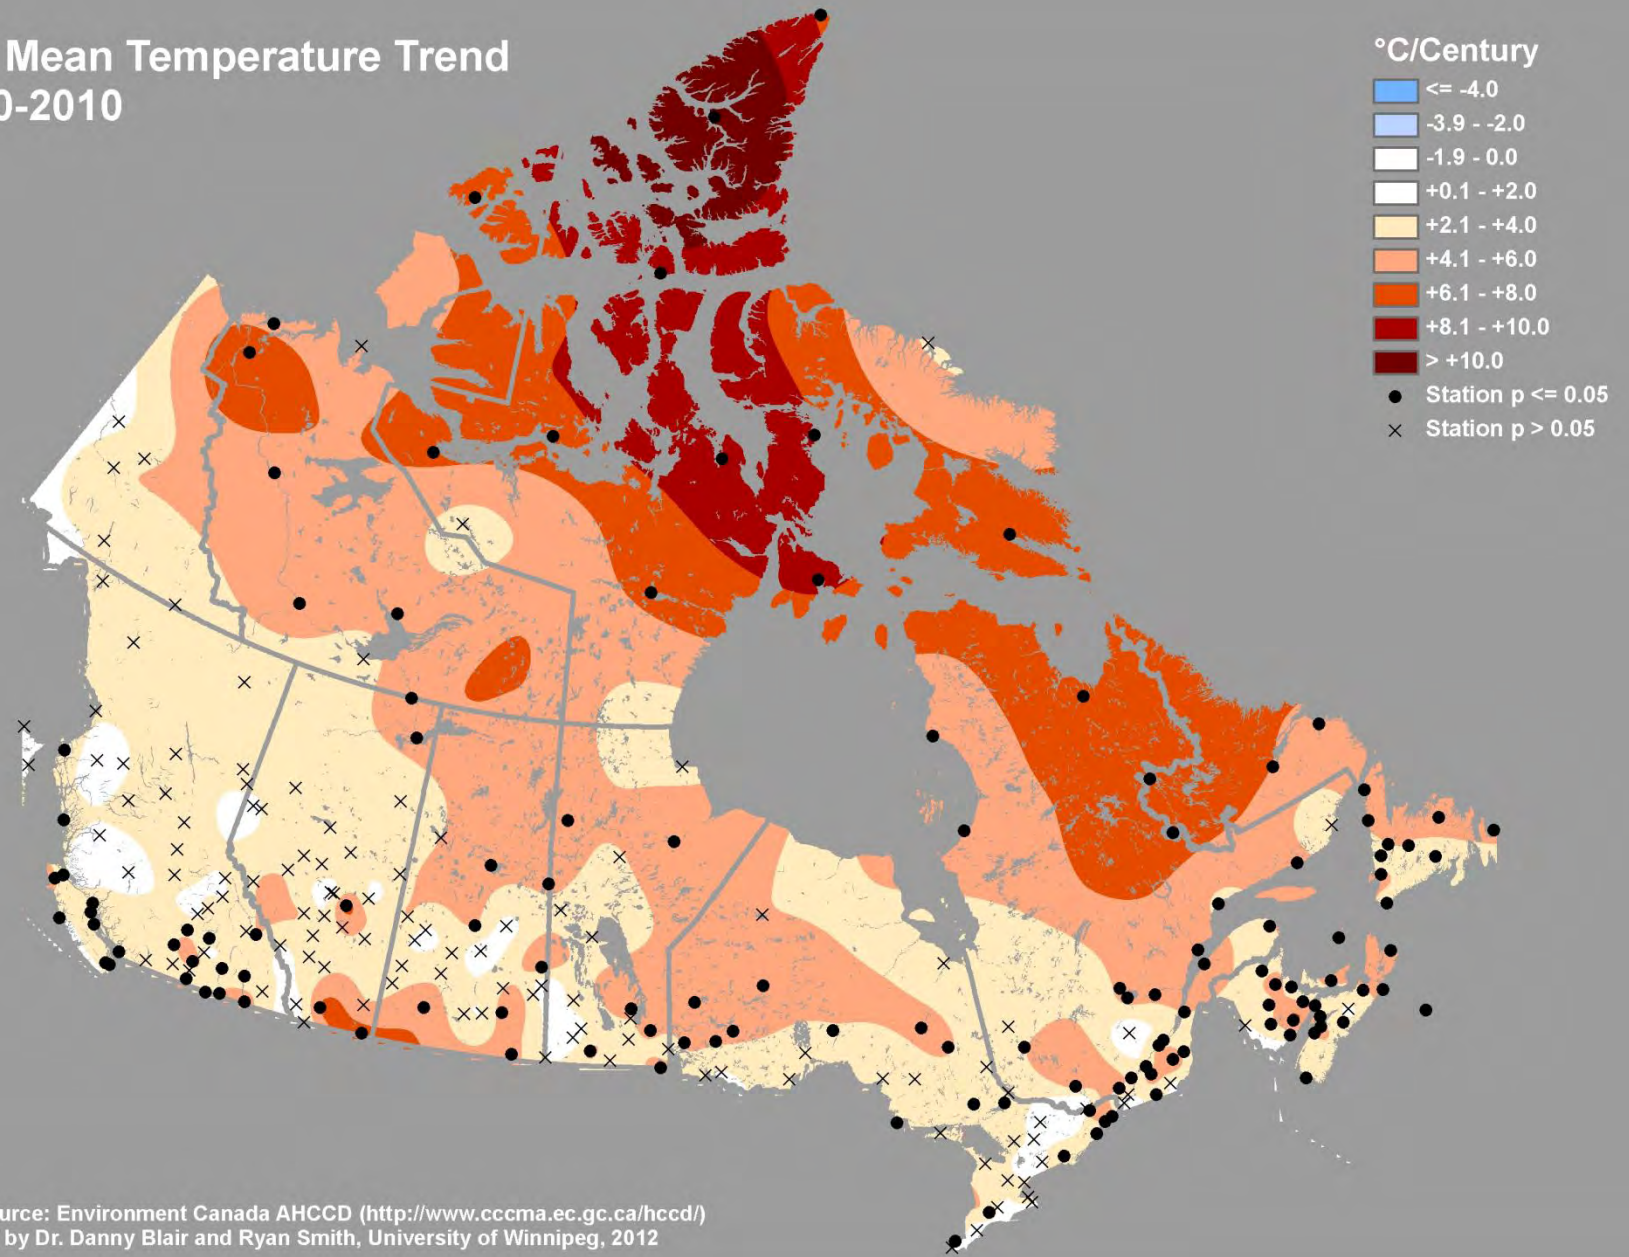 Mean Temperature Trend
0-2010
°C/Century
<= -4.0
-3.9 - -2.0
-1.9 - 0.0
+0.1 - +2.0
+2.1 - +4.0
+4.1 - +6.0
+6.1 - +8.0
+8.1 - +10.0
> +10.0
Station p <= 0.05
Station p > 0.05
urce: Environment Canada AHCCD (http://www.cccma.ec.gc.ca/hccd/)
by Dr. Danny Blair and Ryan Smith, University of Winnipeg, 2012